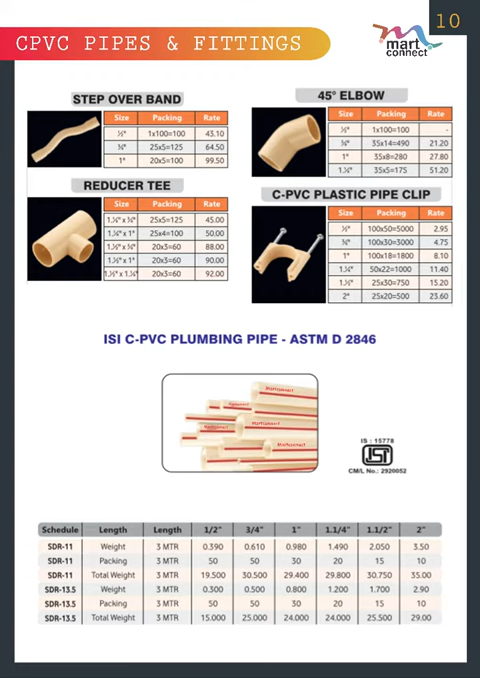 10
CPVC PIPES & FITTINGS
mart
connect
STEP OVER BAND
Size Packing Rate
½" 1x100=100 43.10
¾" 25x5=125 64.50
1" 20x5=100 99.50
45° ELBOW
Size Packing Rate
½" 1x100=100 -
¾" 35x14=490 21.20
1" 35x8=280 27.80
1.¼" 35x5=175 51.20
REDUCER TEE
Size Packing Rate
1.¼" x ¾" 25x5=125 45.00
1.¼" x 1" 25x4=100 50.00
1.½" x ¾" 20x3=60 88.00
1.½" x 1" 20x3=60 90.00
1.½" x 1.¼" 20x3=60 92.00
C-PVC PLASTIC PIPE CLIP
Size Packing Rate
½" 100x50=5000 2.95
¾" 100x30=3000 4.75
1" 100x18=1800 8.10
1.¼" 50x22=1000 11.40
1.½" 25x30=750 15.20
2" 25x20=500 23.60
ISI C-PVC PLUMBING PIPE - ASTM D 2846
Martconnect
Martconnect
Martconnect
Martconnect
IS : 15778
ISI
CM/L No.: 2920052
Schedule Length Length 1/2" 3/4" 1" 1.1/4" 1.1/2" 2"
SDR-11 Weight 3 MTR 0.390 0.610 0.980 1.490 2.050 3.50
SDR-11 Packing 3 MTR 50 50 30 20 15 10
SDR-11 Total Weight 3 MTR 19.500 30.500 29.400 29.800 30.750 35.00
SDR-13.5 Weight 3 MTR 0.300 0.500 0.800 1.200 1.700 2.90
SDR-13.5 Packing 3 MTR 50 50 30 20 15 10
SDR-13.5 Total Weight 3 MTR 15.000 25.000 24.000 24.000 25.500 29.00